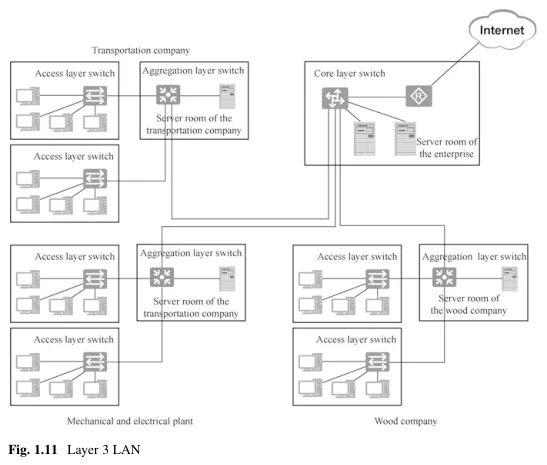 Internet
Transportation company
Access layer switch
Aggregation layer switch
Server room of the
transportation company
Core layer switch
R
Server room of
the enterprise
Access layer switch
Access layer switch
Aggregation layer switch
Server room of the
transportation company
Access layer switch
Access layer switch
Aggregation layer switch
Server room of
the wood company
Access layer switch
Mechanical and electrical plant
Wood company
Fig. 1.11 Layer 3 LAN